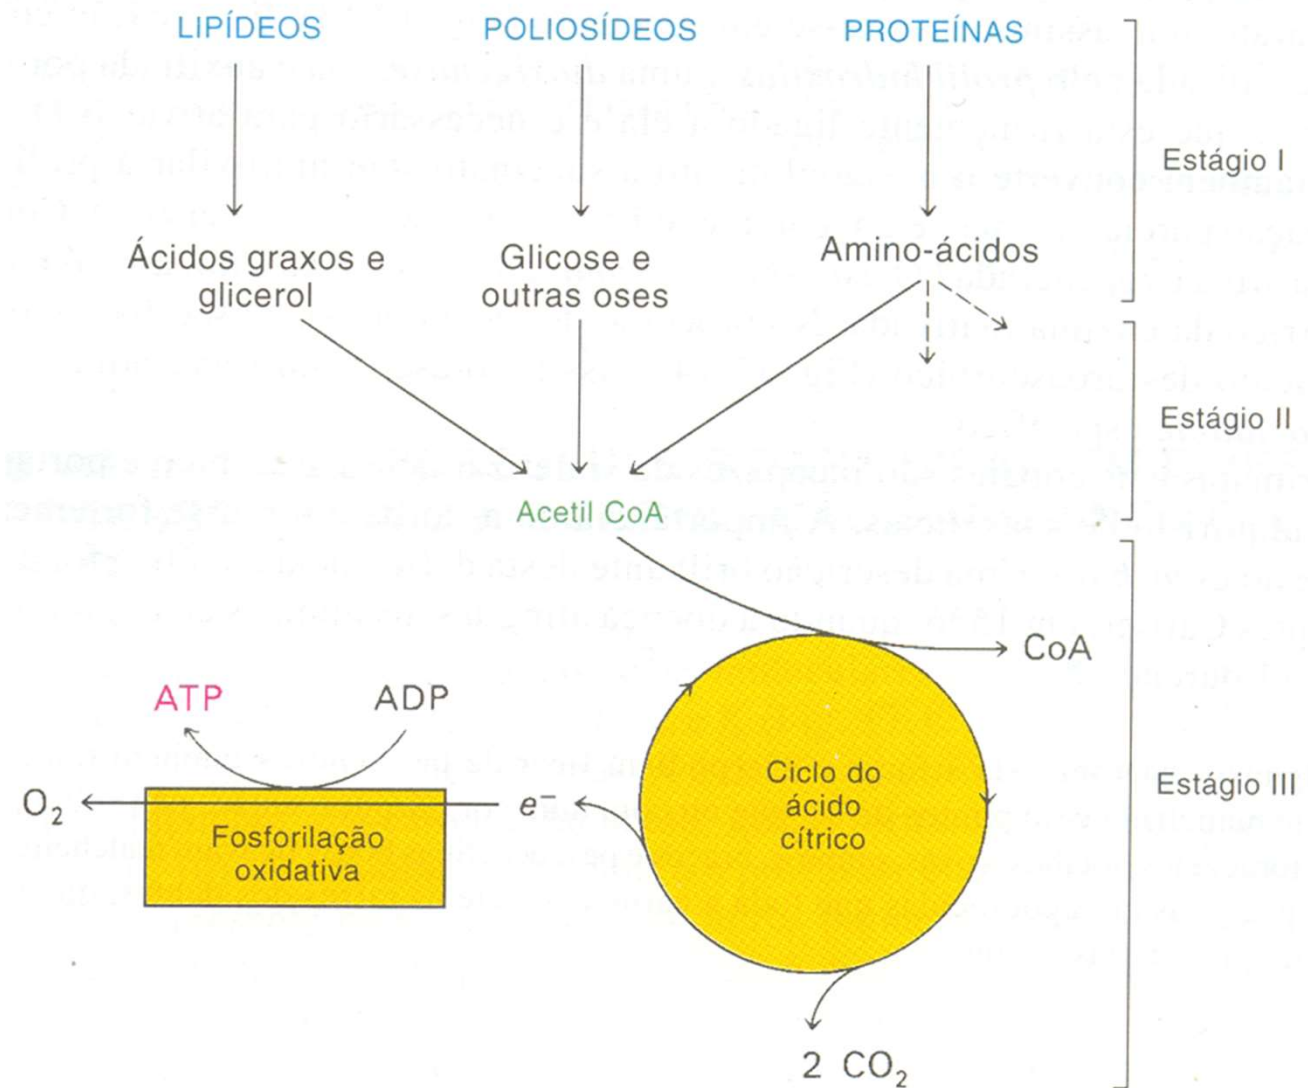 LIPÍDEOS
POLIOSÍDEOS
PROTEÍNAS
Estágio I
Ácidos graxos e
glicerol
Glicose e
outras oses
Amino-ácidos
Estágio II
Acetil CoA
CoA
ATP
ADP
O₂
e⁻
Fosforilação
oxidativa
Ciclo do
ácido
cítrico
Estágio III
2 CO₂